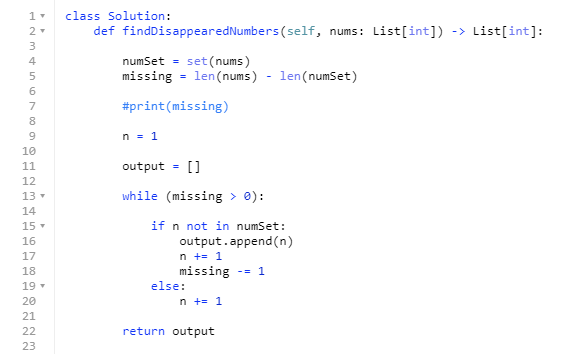 1 class Solution:
2     def findDisappearedNumbers(self, nums: List[int]) -> List[int]:
3
4         numSet = set(nums)
5         missing = len(nums) - len(numSet)
6
7         #print(missing)
8
9         n = 1
10
11         output = []
12
13         while (missing > 0):
14
15             if n not in numSet:
16                 output.append(n)
17                 n += 1
18                 missing -= 1
19             else:
20                 n += 1
21
22         return output
23